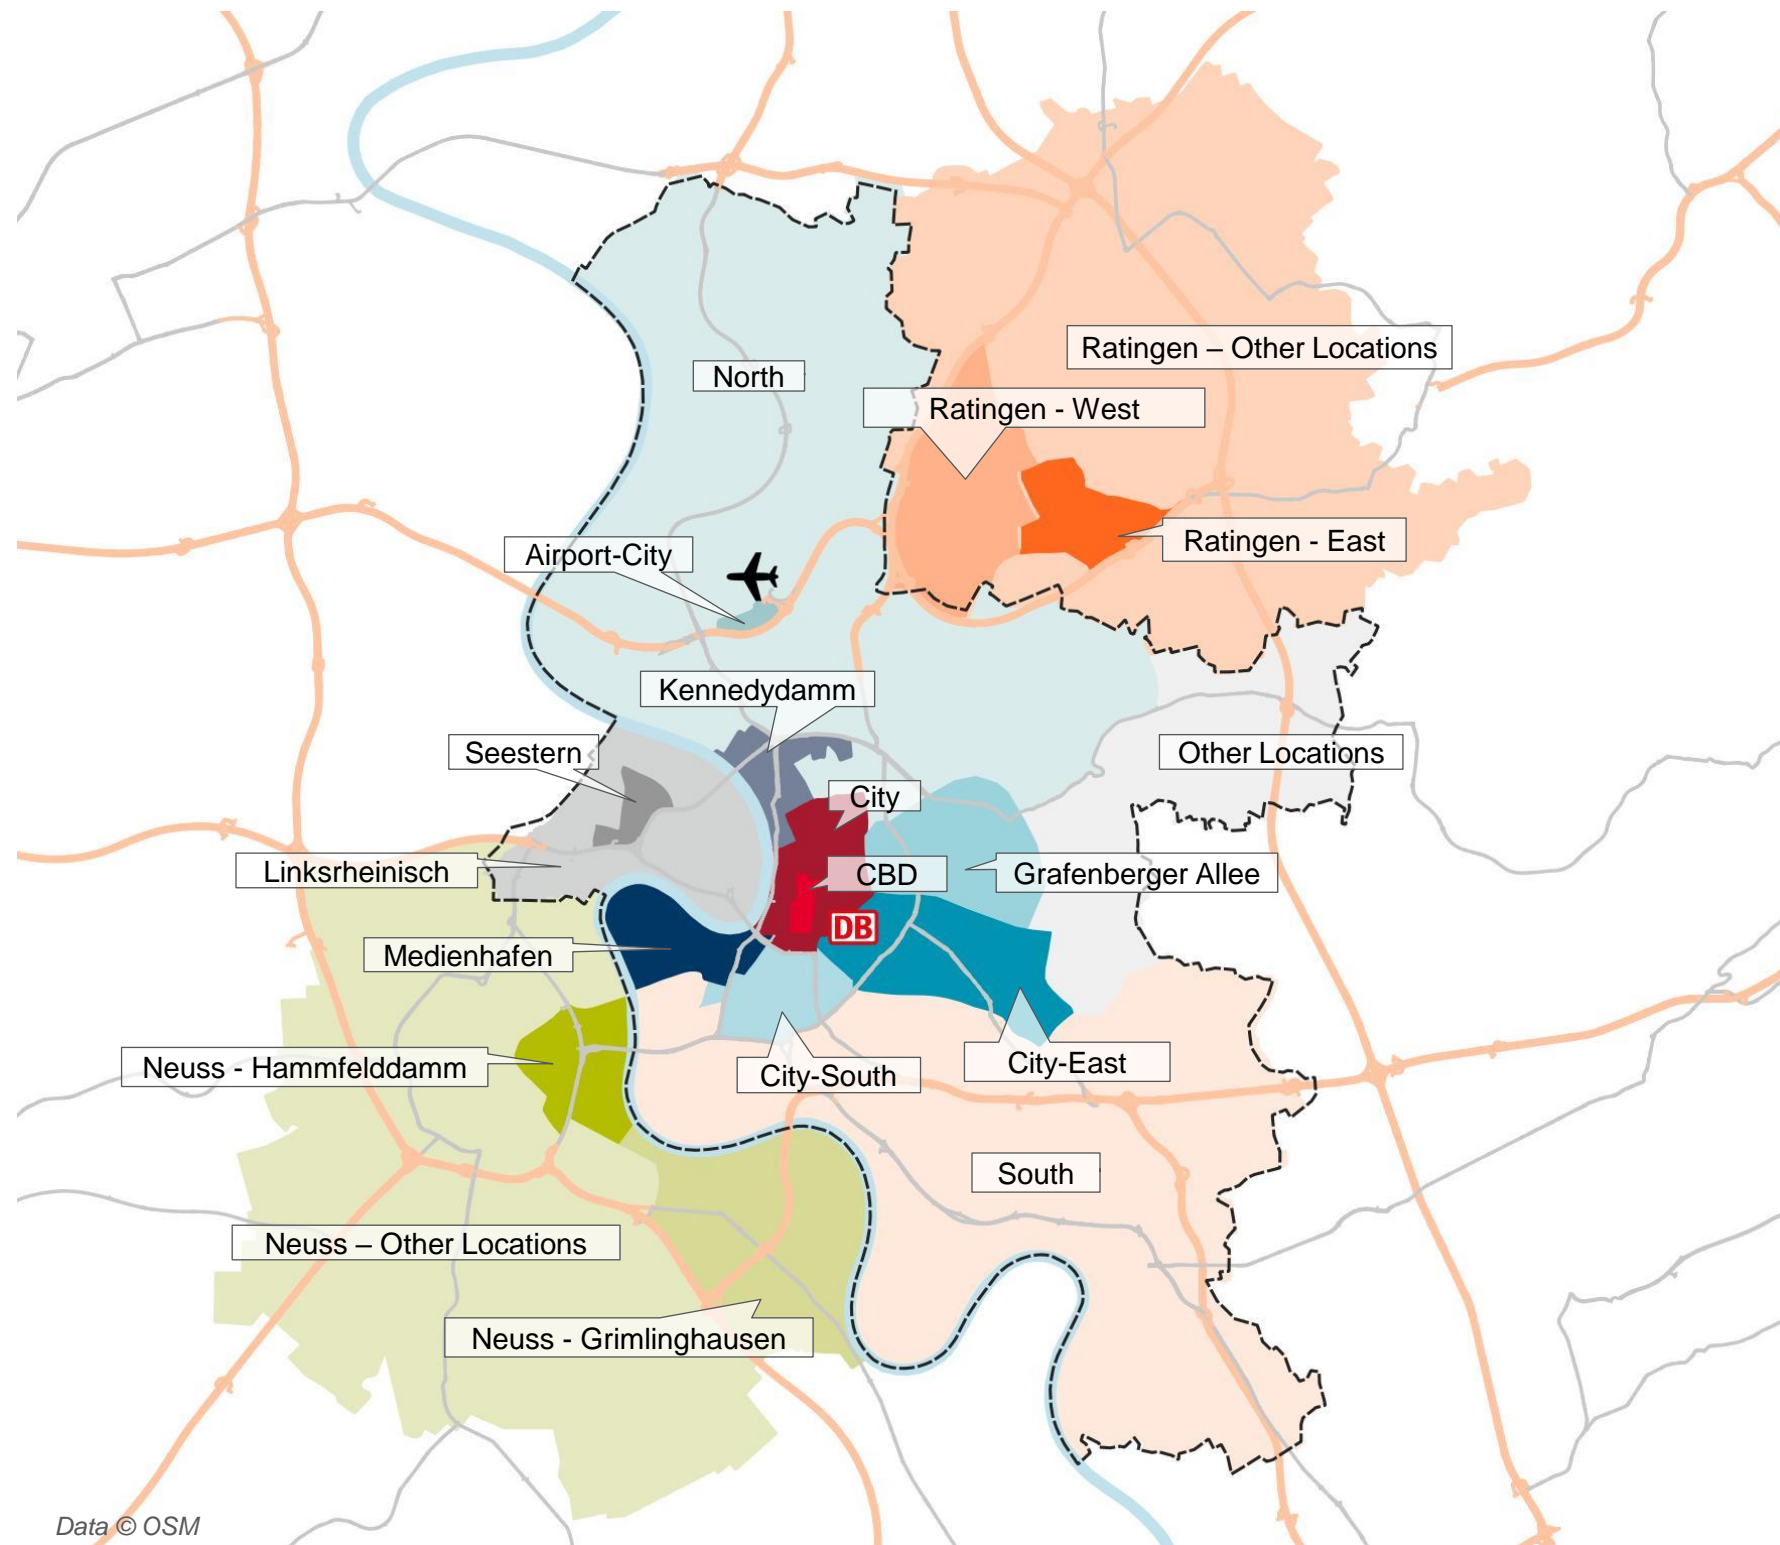 Ratingen – Other Locations
North
Ratingen - West
Ratingen - East
Airport-City
Kennedydamm
Seestern
Other Locations
City
Linksrheinisch
CBD
Grafenberger Allee
DB
Medienhafen
Neuss - Hammfelddamm
City-South
City-East
South
Neuss – Other Locations
Neuss - Grimlinghausen
Data © OSM